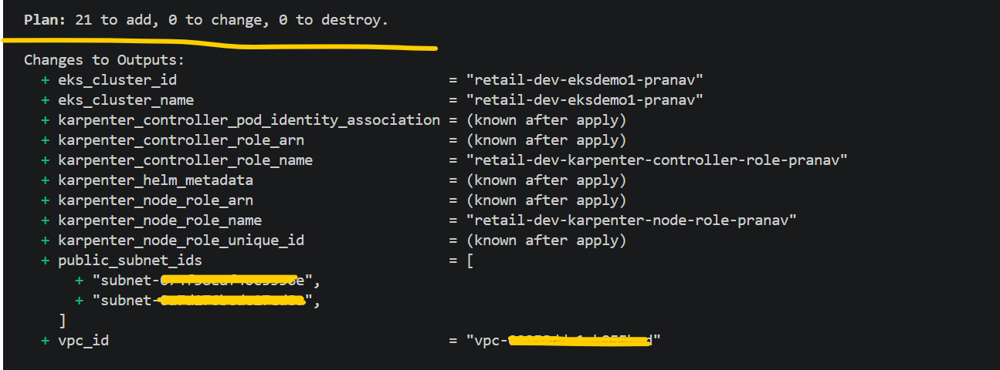 Plan: 21 to add, 0 to change, 0 to destroy.
Changes to Outputs:
+ eks_cluster_id = "retail-dev-eksdemo1-pranav"
+ eks_cluster_name = "retail-dev-eksdemo1-pranav"
+ karpenter_controller_pod_identity_association = (known after apply)
+ karpenter_controller_role_arn = (known after apply)
+ karpenter_controller_role_name = "retail-dev-karpenter-controller-role-pranav"
+ karpenter_helm_metadata = (known after apply)
+ karpenter_node_role_arn = (known after apply)
+ karpenter_node_role_name = "retail-dev-karpenter-node-role-pranav"
+ karpenter_node_role_unique_id = (known after apply)
+ public_subnet_ids = [
+ "subnet-
+ "subnet-
]
+ vpc_id = "vpc-